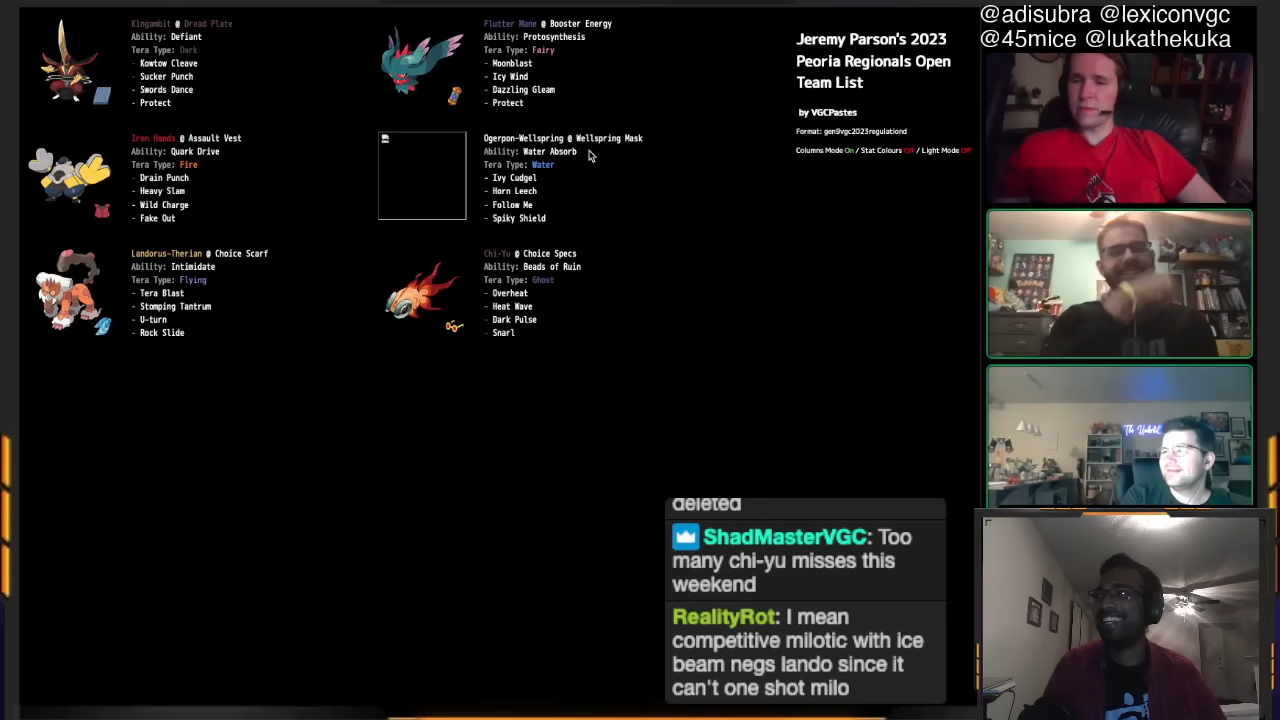 Kingambit @ Dread Plate
Ability: Defiant
Tera Type: Dark
- Kowtow Cleave
- Sucker Punch
- Swords Dance
- Protect
Flutter Mane @ Booster Energy
Ability: Protosynthesis
Tera Type: Fairy
- Moonblast
- Icy Wind
- Dazzling Gleam
- Protect
Iron Hands @ Assault Vest
Ability: Quark Drive
Tera Type: Fire
- Drain Punch
- Heavy Slam
- Wild Charge
- Fake Out
Ogerpon-Wellspring @ Wellspring Mask
Ability: Water Absorb
Tera Type: Water
- Ivy Cudgel
- Horn Leech
- Follow Me
- Spiky Shield
Landorus-Therian @ Choice Scarf
Ability: Intimidate
Tera Type: Flying
- Tera Blast
- Stomping Tantrum
- U-turn
- Rock Slide
Chi-Yu @ Choice Specs
Ability: Beads of Ruin
Tera Type: Ghost
- Overheat
- Heat Wave
- Dark Pulse
- Snarl
Jeremy Parson's 2023
Peoria Regionals Open
Team List
by VGCPastes
Format: gen9vgc2023regulationd
Columns Mode On / Stat Colours Off / Light Mode Off
@adisubra @lexiconvgc
@45mice @lukathekuka
deleted
ShadMasterVGC: Too
many chi-yu misses this
weekend
RealityRot: I mean
competitive milotic with ice
beam negs lando since it
can't one shot milo